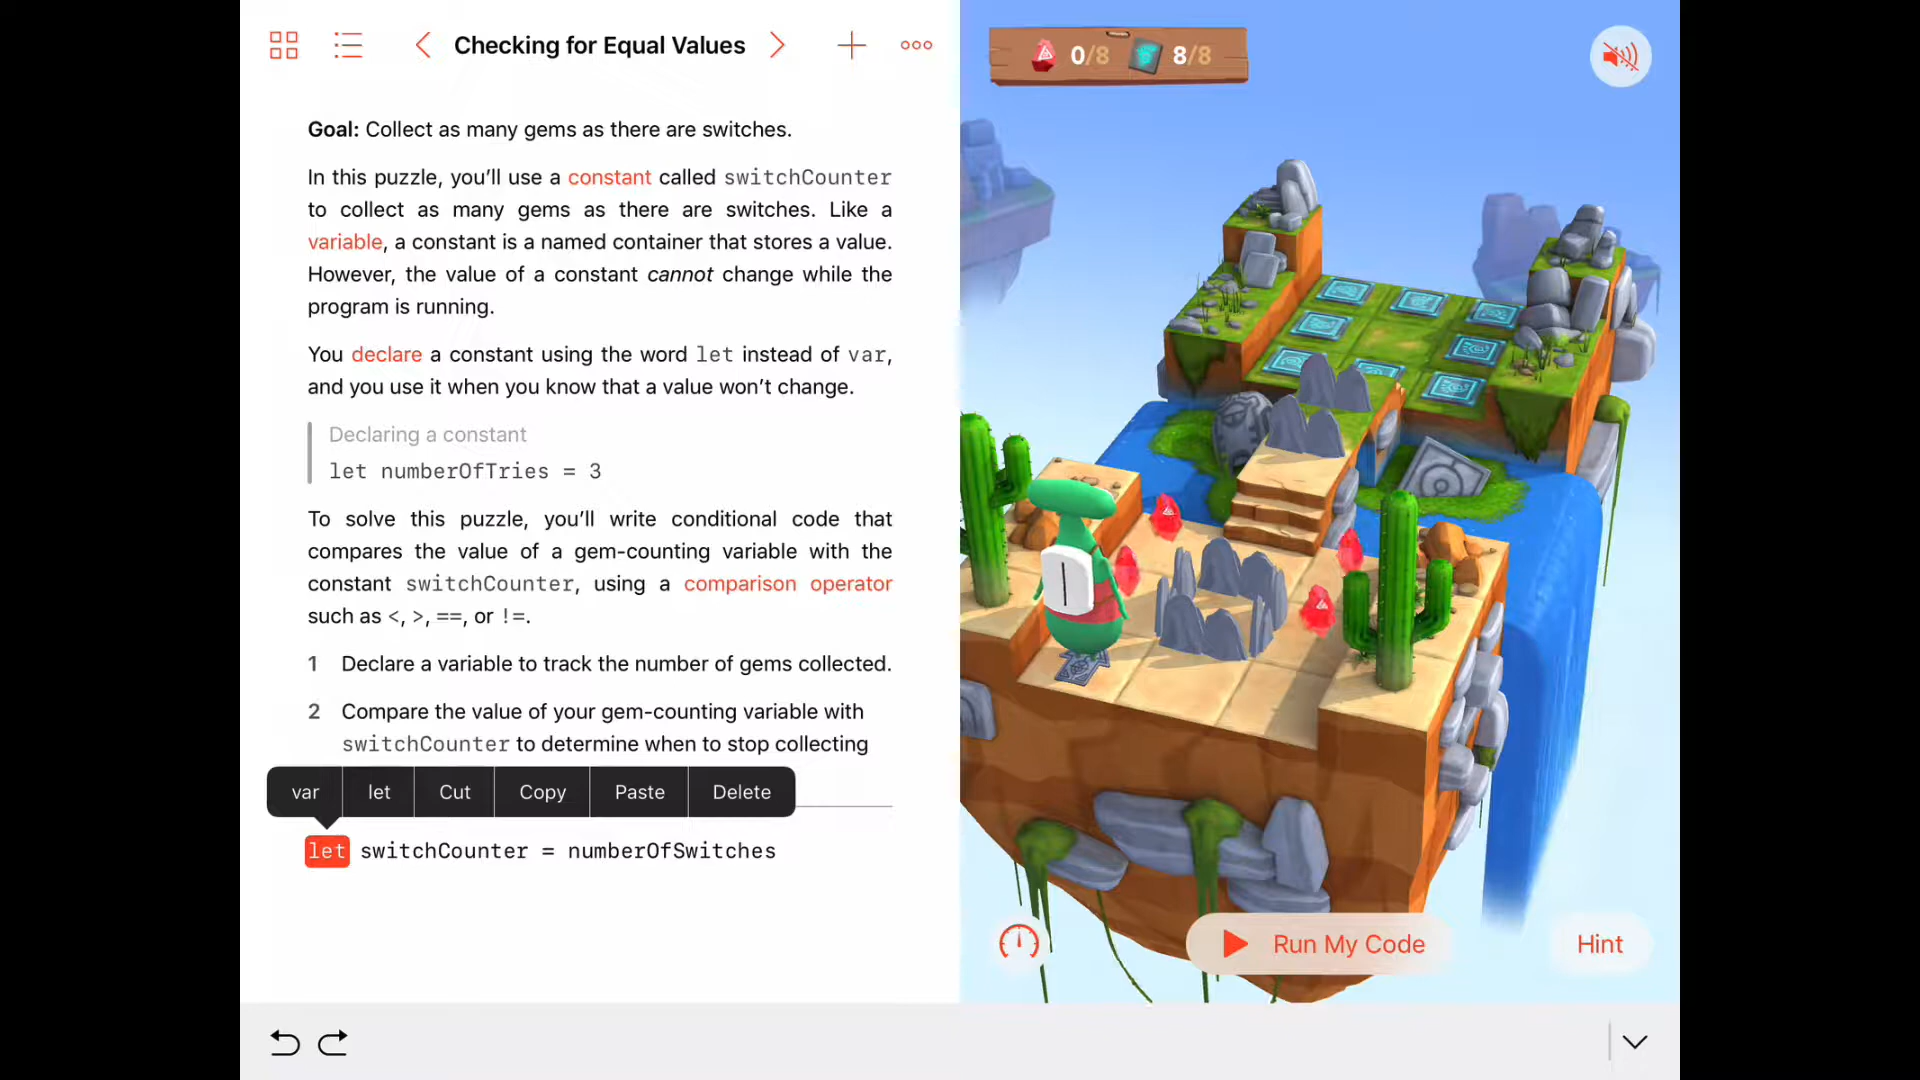 Checking for Equal Values
0/8 8/8
Goal: Collect as many gems as there are switches.
In this puzzle, you’ll use a constant called switchCounter
to collect as many gems as there are switches. Like a
variable, a constant is a named container that stores a value.
However, the value of a constant cannot change while the
program is running.
You declare a constant using the word let instead of var,
and you use it when you know that a value won’t change.
Declaring a constant
let numberOfTries = 3
To solve this puzzle, you’ll write conditional code that
compares the value of a gem-counting variable with the
constant switchCounter, using a comparison operator
such as <, >, ==, or !=.
1 Declare a variable to track the number of gems collected.
2 Compare the value of your gem-counting variable with
switchCounter to determine when to stop collecting
var let Cut Copy Paste Delete
let switchCounter = numberOfSwitches
Run My Code
Hint